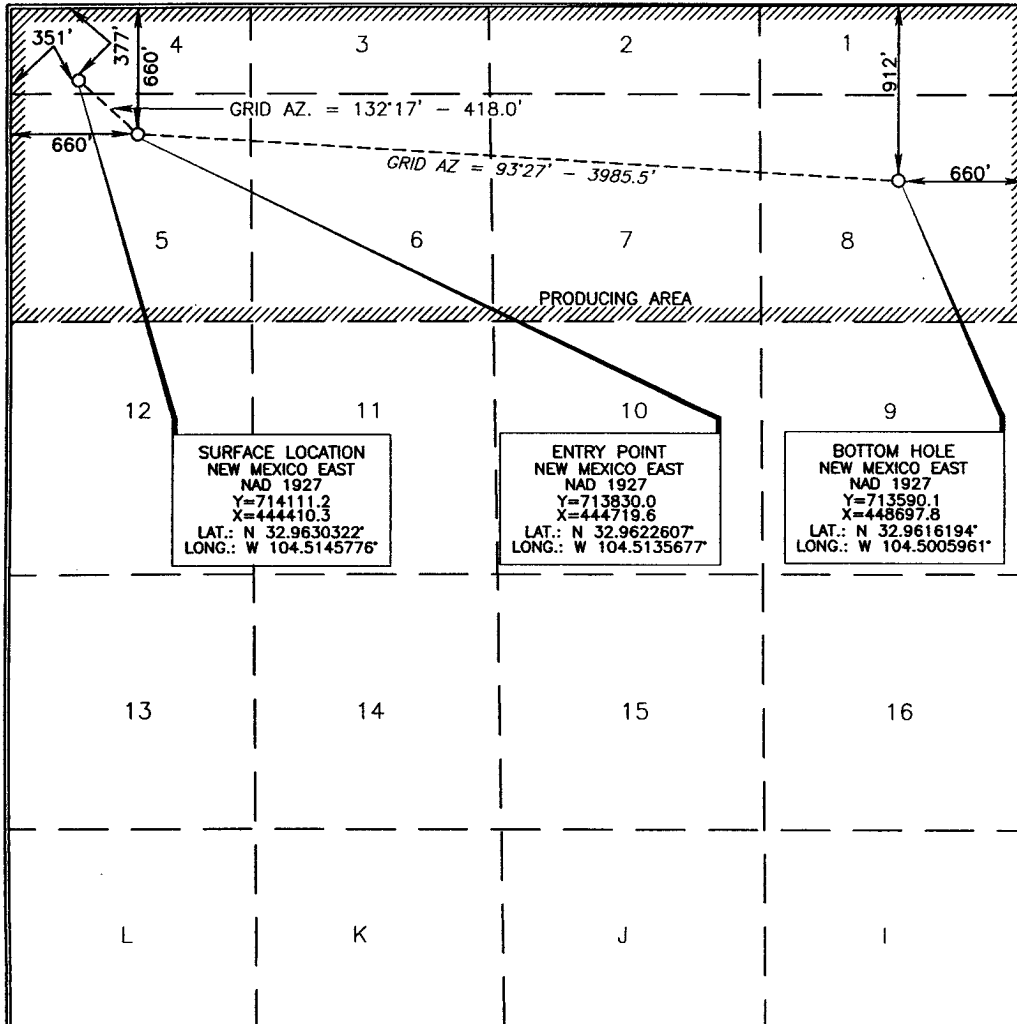 351'
377'
4
3
2
1
660'
912'
GRID AZ. = 132°17' - 418.0'
660'
GRID AZ = 93°27' - 3985.5'
660'
5
6
7
8
PRODUCING AREA
12
11
10
9
SURFACE LOCATION
NEW MEXICO EAST
NAD 1927
Y=714111.2
X=444410.3
LAT.: N 32.9630322°
LONG.: W 104.5145776°
ENTRY POINT
NEW MEXICO EAST
NAD 1927
Y=713830.0
X=444719.6
LAT.: N 32.9622607°
LONG.: W 104.5135677°
BOTTOM HOLE
NEW MEXICO EAST
NAD 1927
Y=713590.1
X=448697.8
LAT.: N 32.9616194°
LONG.: W 104.5005961°
13
14
15
16
L
K
J
I